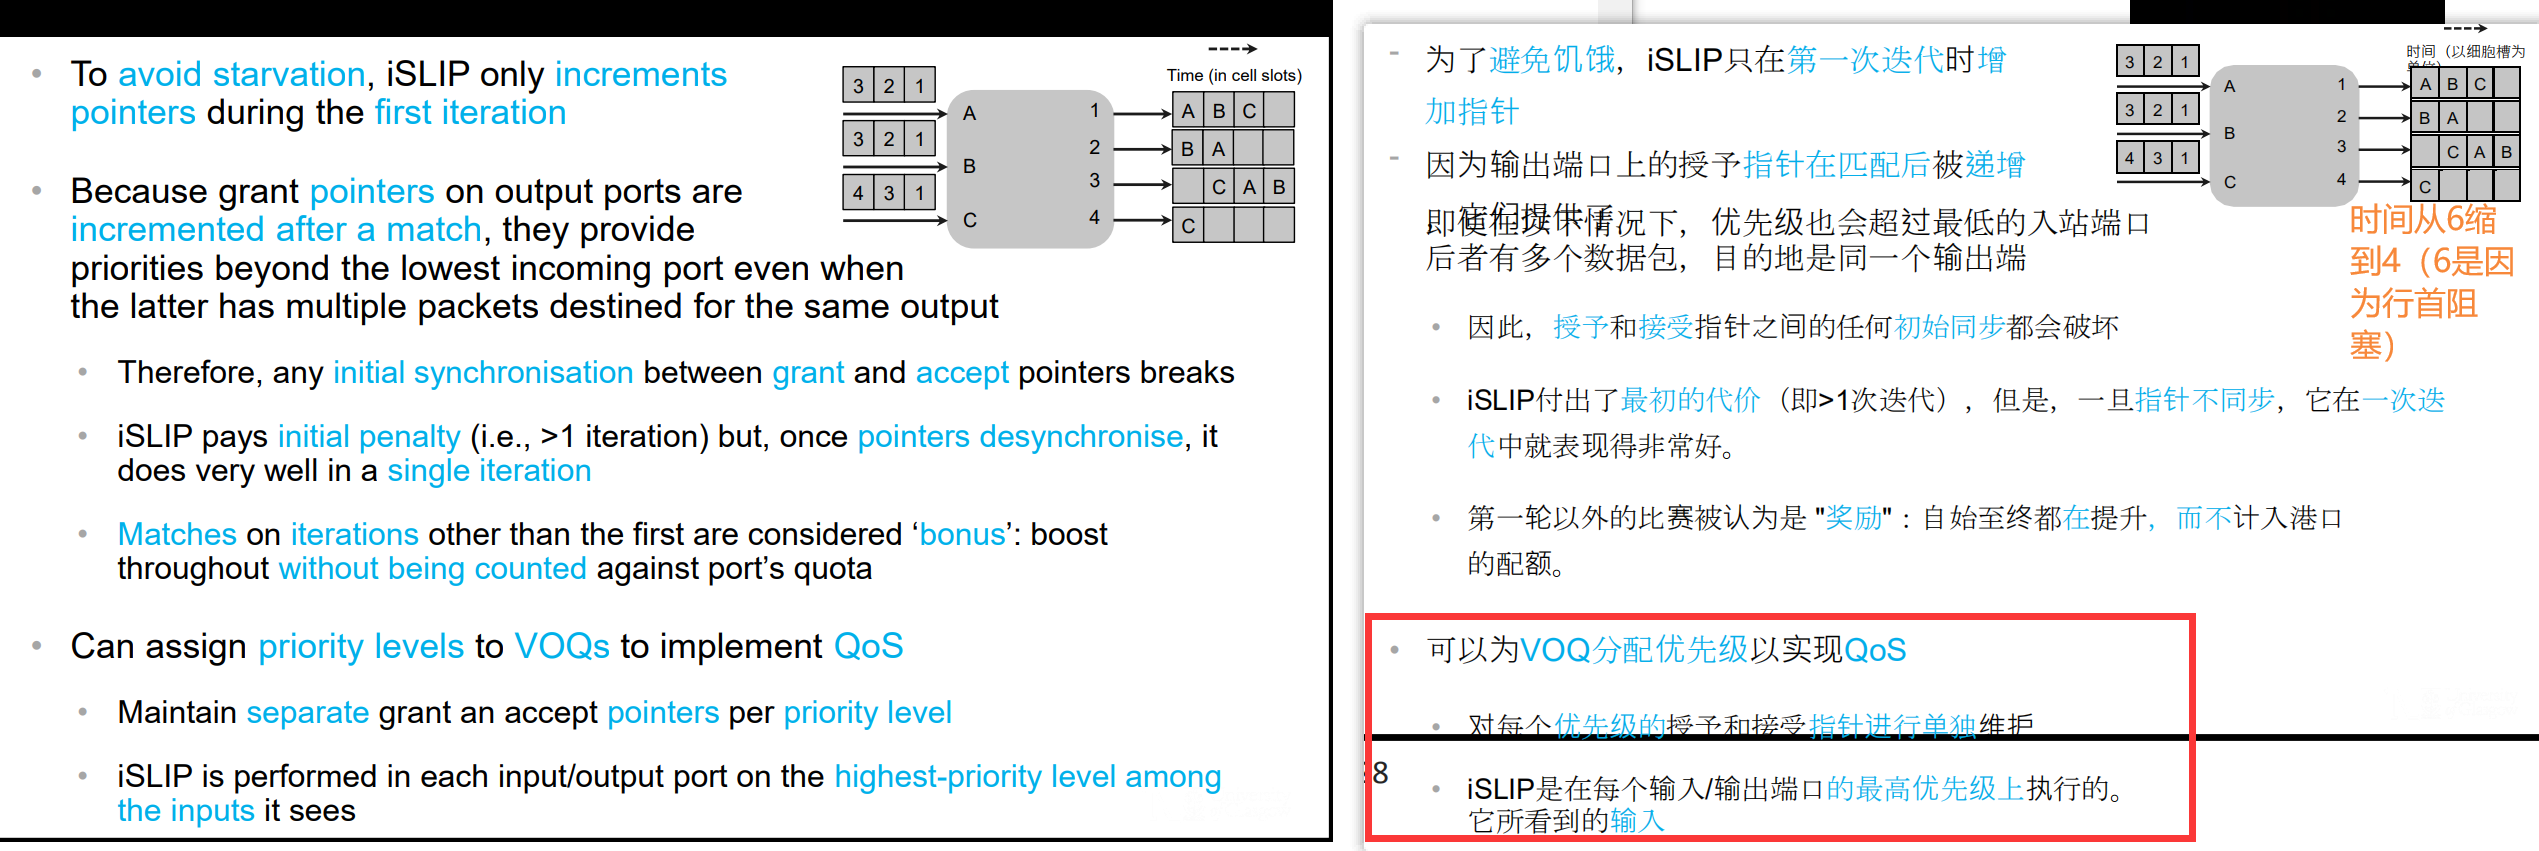 To avoid starvation, iSLIP only increments
pointers during the first iteration
Because grant pointers on output ports are
incremented after a match, they provide
priorities beyond the lowest incoming port even when
the latter has multiple packets destined for the same output
Therefore, any initial synchronisation between grant and accept pointers breaks
iSLIP pays initial penalty (i.e., >1 iteration) but, once pointers desynchronise, it
does very well in a single iteration
Matches on iterations other than the first are considered ‘bonus’: boost
throughout without being counted against port’s quota
Can assign priority levels to VOQs to implement QoS
Maintain separate grant an accept pointers per priority level
iSLIP is performed in each input/output port on the highest-priority level among
the inputs it sees
Time (in cell slots)
3 2 1
A
1
A B C
3 2 1
B
2
B A
4 3 1
3
C A B
C
4
C
为了避免饥饿，iSLIP只在第一次迭代时增
加指针
因为输出端口上的授予指针在匹配后被递增
，它们提供了
即使在这种情况下，优先级也会超过最低的入站端口
后者有多个数据包，目的地是同一个输出端
因此，授予和接受指针之间的任何初始同步都会破坏
iSLIP付出了最初的代价（即>1次迭代），但是，一旦指针不同步，它在一次迭
代中就表现得非常好。
第一轮以外的比赛被认为是 "奖励"：自始至终都在提升，而不计入港口
的配额。
可以为VOQ分配优先级以实现QoS
对每个优先级的授予和接受指针进行单独维护
8
iSLIP是在每个输入/输出端口的最高优先级上执行的。
它所看到的输入
时间（以细胞槽为
单位）
3 2 1
A
1
A B C
3 2 1
B
2
B A
4 3 1
3
C A B
C
4
C
时间从6缩
到4（6是因
为行首阻
塞）